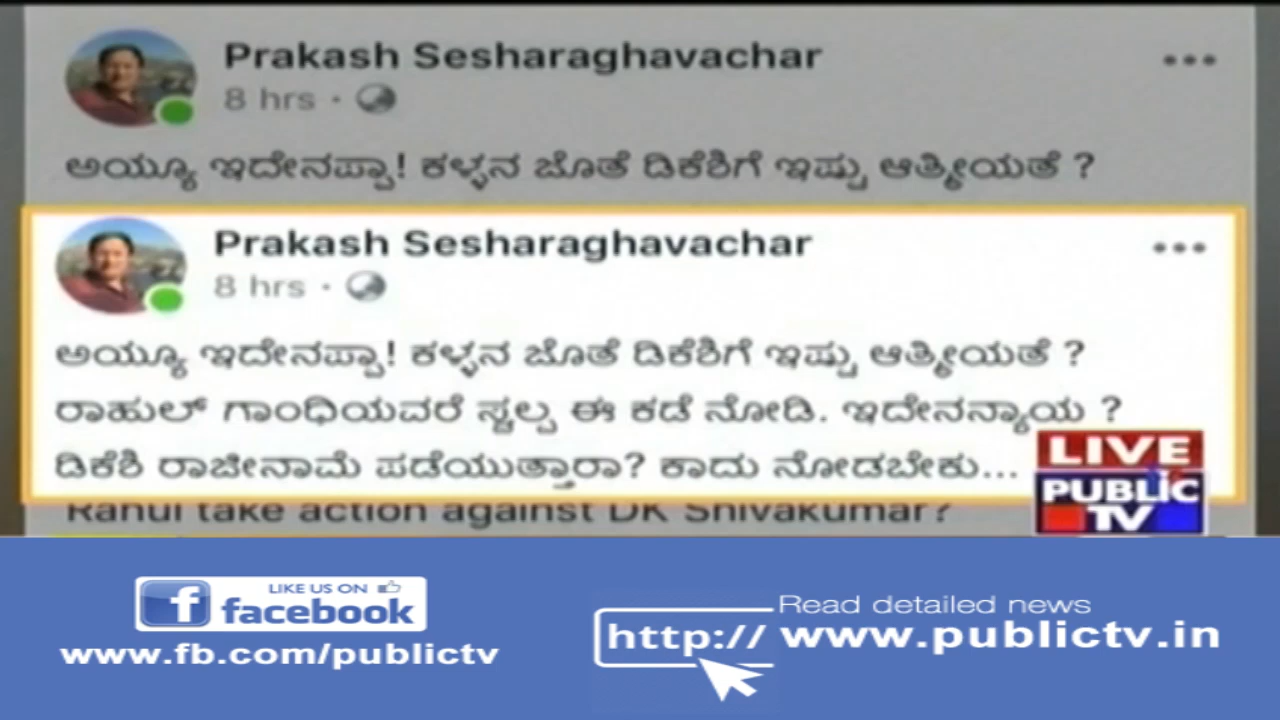 Prakash Sesharaghavachar
8 hrs ·
ಅಯ್ಯೂ ಇದೇನಪ್ಪಾ! ಕಳ್ಳನ ಜೊತೆ ಡಿಕೆಶಿಗೆ ಇಷ್ಟು ಆತ್ಮೀಯತೆ ?
Prakash Sesharaghavachar
8 hrs ·
ಅಯ್ಯೂ ಇದೇನಪ್ಪಾ! ಕಳ್ಳನ ಜೊತೆ ಡಿಕೆಶಿಗೆ ಇಷ್ಟು ಆತ್ಮೀಯತೆ ?
ರಾಹುಲ್ ಗಾಂಧಿಯವರೆ ಸ್ವಲ್ಪ ಈ ಕಡೆ ನೋಡಿ. ಇದೇನನ್ಯಾಯ ?
ಡಿಕೆಶಿ ರಾಜೀನಾಮೆ ಪಡೆಯುತ್ತಾರಾ? ಕಾದು ನೋಡಬೇಕು...
Rahul take action against DK Shivakumar?
LIVE
PUBLiC
TV
LIKE US ON
facebook
www.fb.com/publictv
Read detailed news
http:// www.publictv.in